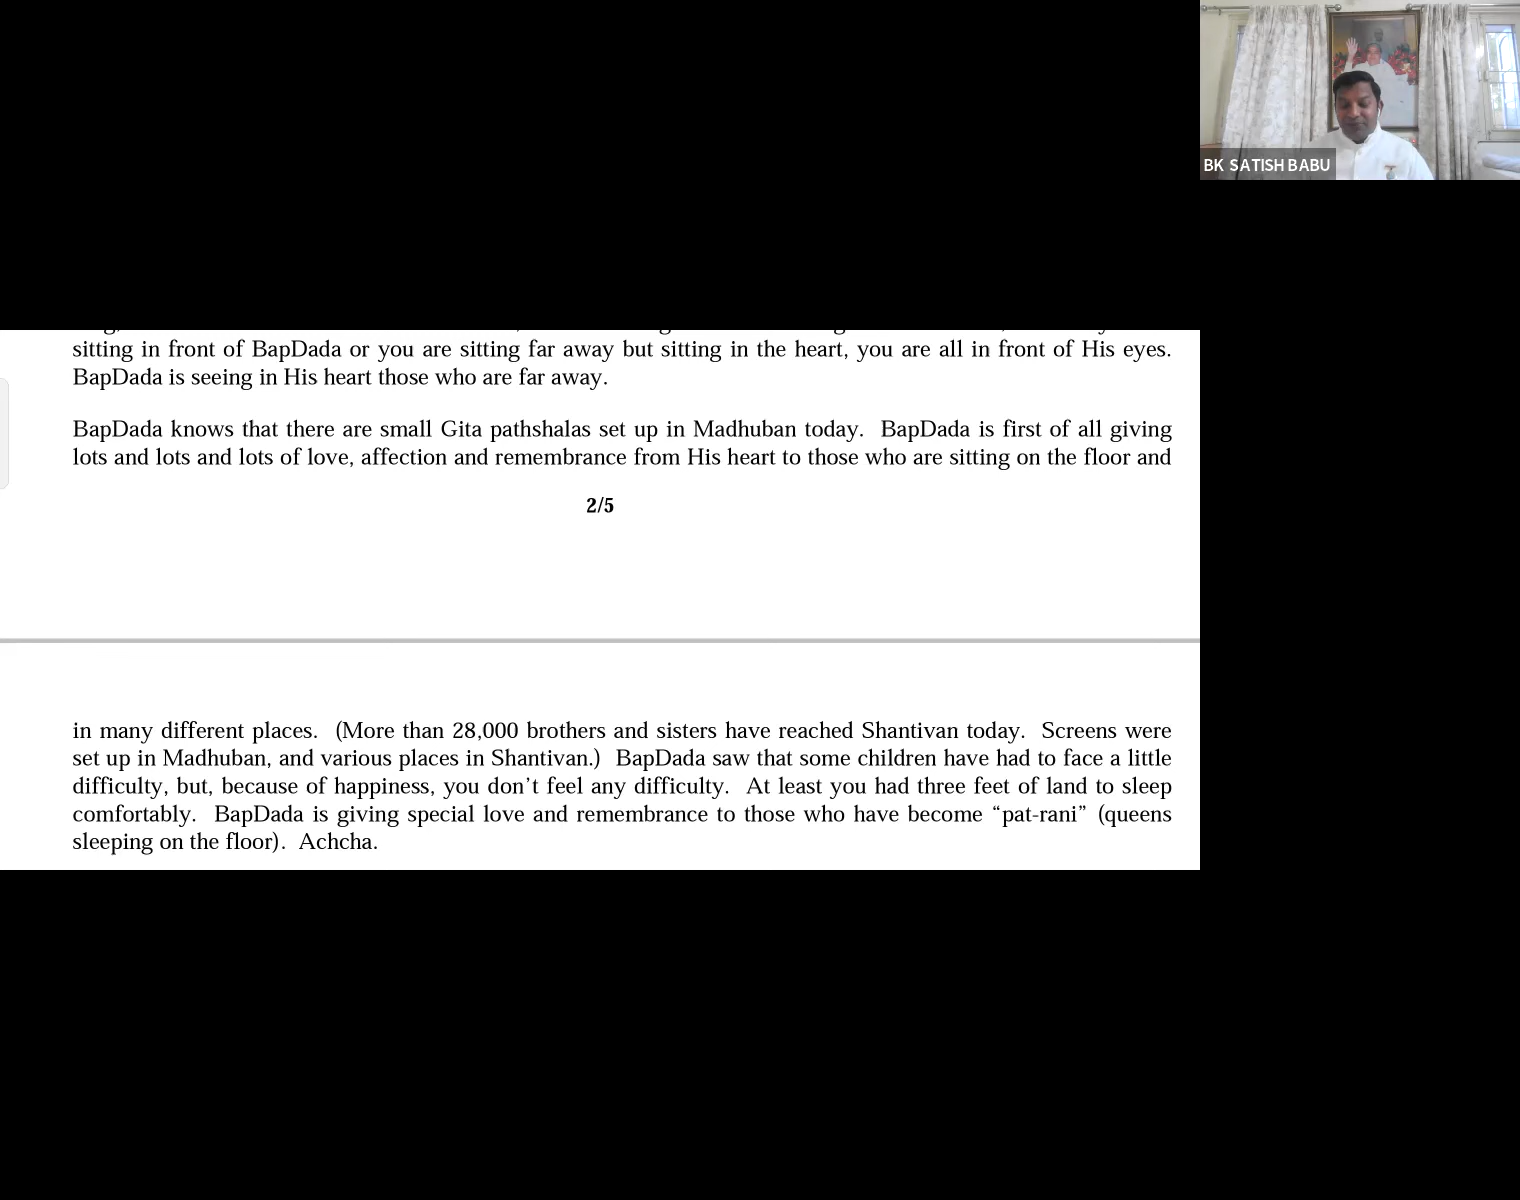 BK SATISH BABU
sitting in front of BapDada or you are sitting far away but sitting in the heart, you are all in front of His eyes.
BapDada is seeing in His heart those who are far away.
BapDada knows that there are small Gita pathshalas set up in Madhuban today. BapDada is first of all giving
lots and lots and lots of love, affection and remembrance from His heart to those who are sitting on the floor and
2/5
in many different places. (More than 28,000 brothers and sisters have reached Shantivan today. Screens were
set up in Madhuban, and various places in Shantivan.) BapDada saw that some children have had to face a little
difficulty, but, because of happiness, you don't feel any difficulty. At least you had three feet of land to sleep
comfortably. BapDada is giving special love and remembrance to those who have become “pat-rani” (queens
sleeping on the floor). Achcha.